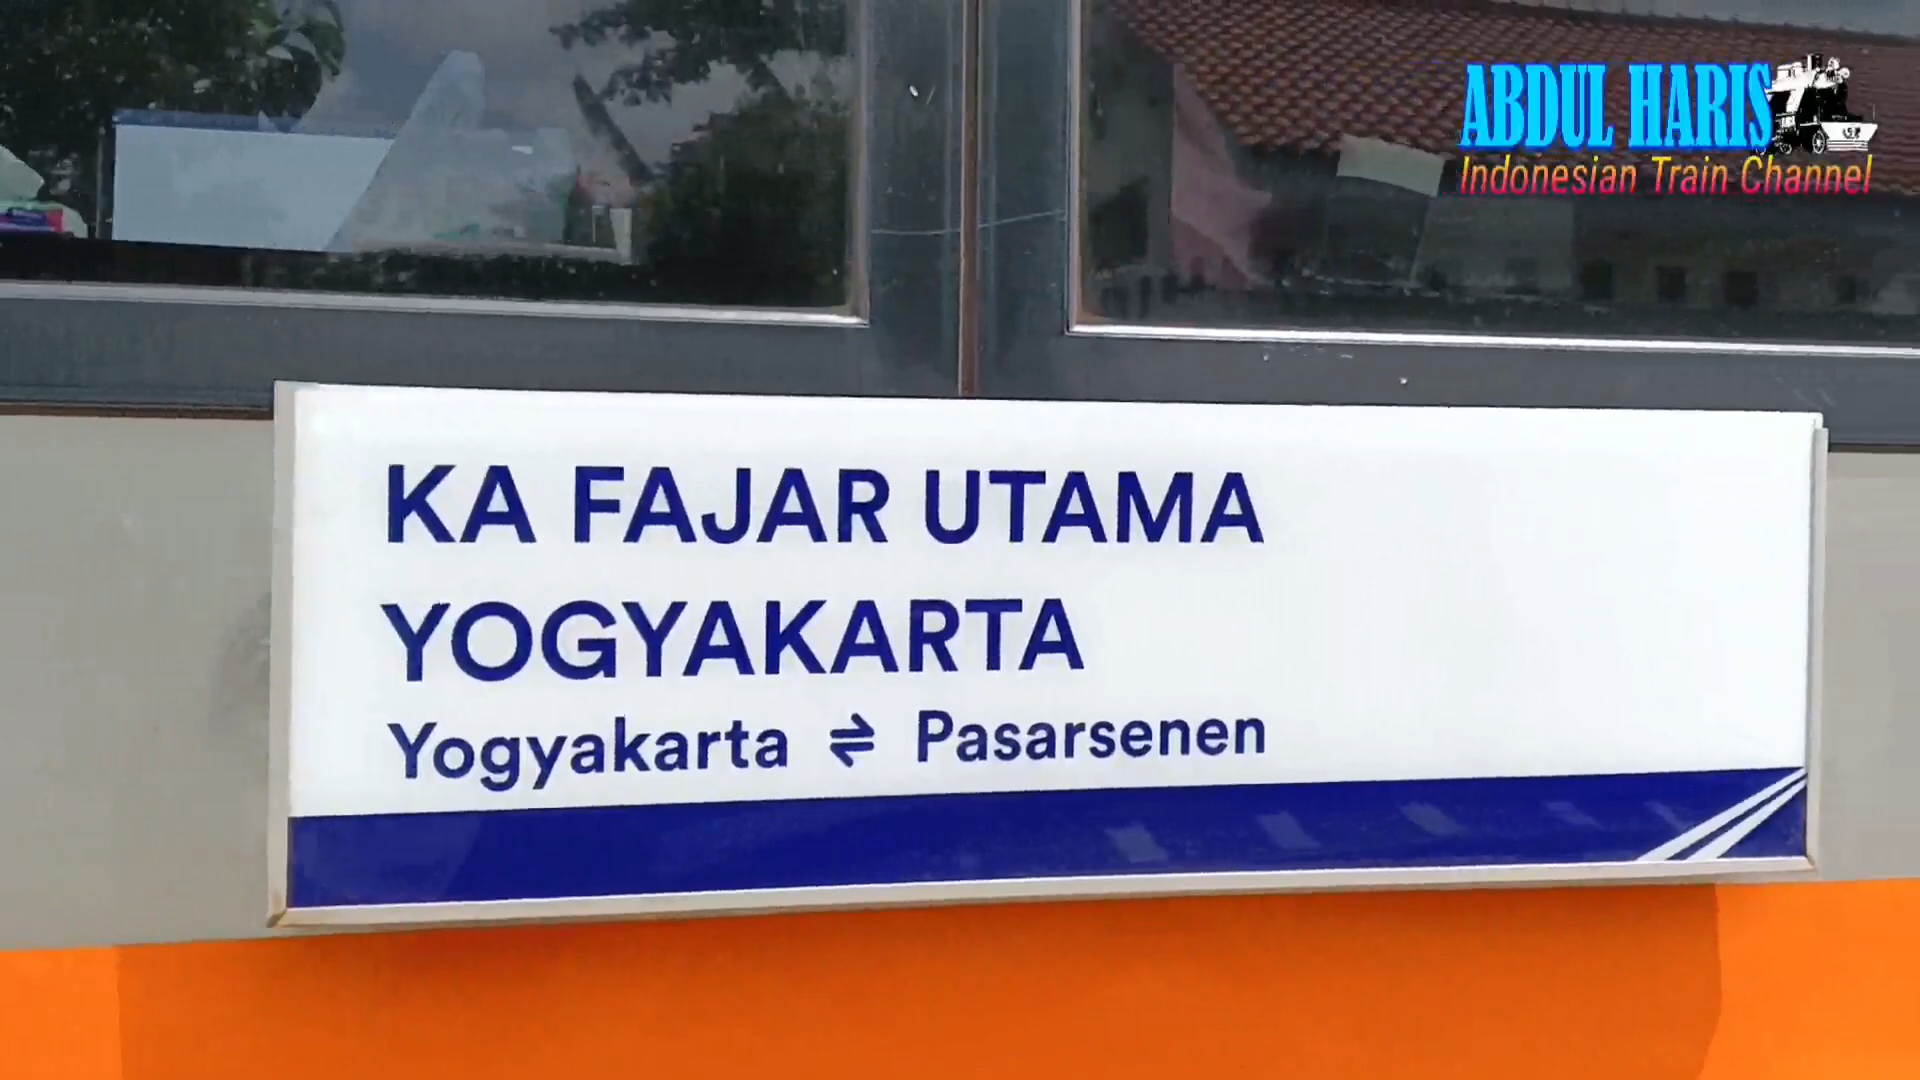 ABDUL HARIS
Indonesian Train Channel
KA FAJAR UTAMA
YOGYAKARTA
Yogyakarta ⇌ Pasarsenen